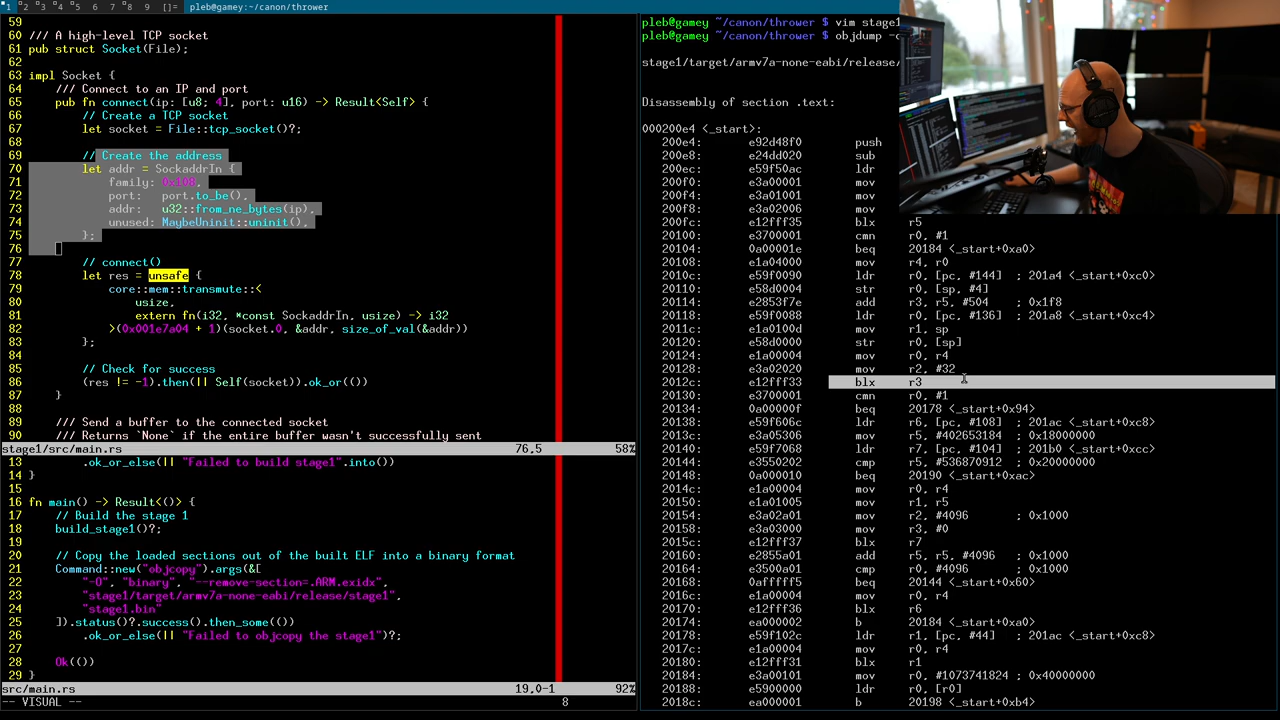 1 2 3 4 5 6 7 8 9 []= pleb@gamey:~/canon/thrower
59
60 /// A high-level TCP socket
61 pub struct Socket(File);
62
63 impl Socket {
64     /// Connect to an IP and port
65     pub fn connect(ip: [u8; 4], port: u16) -> Result<Self> {
66         // Create a TCP socket
67         let socket = File::tcp_socket()?;
68
69         // Create the address
70         let addr = SockaddrIn {
71             family: 0x108,
72             port:   port.to_be(),
73             addr:   u32::from_ne_bytes(ip),
74             unused: MaybeUninit::uninit(),
75         };
76
77         // connect()
78         let res = unsafe {
79             core::mem::transmute::<
80                 usize,
81                 extern fn(i32, *const SockaddrIn, usize) -> i32
82             >(0x001e7a04 + 1)(socket.0, &addr, size_of_val(&addr))
83         };
84
85         // Check for success
86         (res != -1).then(|| Self(socket)).ok_or(())
87     }
88
89     /// Send a buffer to the connected socket
90     /// Returns `None` if the entire buffer wasn't successfully sent
stage1/src/main.rs 76,5 58%
13         .ok_or_else(|| "Failed to build stage1".into())
14 }
15
16 fn main() -> Result<()> {
17     // Build the stage 1
18     build_stage1()?;
19
20     // Copy the loaded sections out of the built ELF into a binary format
21     Command::new("objcopy").args(&[
22         "-O", "binary", "--remove-section=.ARM.exidx",
23         "stage1/target/armv7a-none-eabi/release/stage1",
24         "stage1.bin"
25     ]).status()?.success().then_some(())
26         .ok_or_else(|| "Failed to objcopy the stage1")?;
27
28     Ok(())
29 }
src/main.rs 19,0-1 92%
-- VISUAL -- 8
pleb@gamey ~/canon/thrower $ vim stage1
pleb@gamey ~/canon/thrower $ objdump
stage1/target/armv7a-none-eabi/release/
Disassembly of section .text:
000200e4 <_start>:
200e4: e92d48f0 push
200e8: e24dd020 sub
200ec: e59f50ac ldr
200f0: e3a00001 mov
200f4: e3a01001 mov
200f8: e3a02006 mov
200fc: e12fff35 blx r5
20100: e3700001 cmn r0, #1
20104: 0a00001e beq 20184 <_start+0xa0>
20108: e1a04000 mov r4, r0
2010c: e59f0090 ldr r0, [pc, #144] ; 201a4 <_start+0xc0>
20110: e58d0004 str r0, [sp, #4]
20114: e2853f7e add r3, r5, #504 ; 0x1f8
20118: e59f0088 ldr r0, [pc, #136] ; 201a8 <_start+0xc4>
2011c: e1a0100d mov r1, sp
20120: e58d0000 str r0, [sp]
20124: e1a00004 mov r0, r4
20128: e3a02020 mov r2, #32
2012c: e12fff33 blx r3
20130: e3700001 cmn r0, #1
20134: 0a00000f beq 20178 <_start+0x94>
20138: e59f606c ldr r6, [pc, #108] ; 201ac <_start+0xc8>
2013c: e3a05306 mov r5, #402653184 ; 0x18000000
20140: e59f7068 ldr r7, [pc, #104] ; 201b0 <_start+0xcc>
20144: e3550202 cmp r5, #536870912 ; 0x20000000
20148: 0a000010 beq 20190 <_start+0xac>
2014c: e1a00004 mov r0, r4
20150: e1a01005 mov r1, r5
20154: e3a02a01 mov r2, #4096 ; 0x1000
20158: e3a03000 mov r3, #0
2015c: e12fff37 blx r7
20160: e2855a01 add r5, r5, #4096 ; 0x1000
20164: e3500a01 cmp r0, #4096 ; 0x1000
20168: 0afffff5 beq 20144 <_start+0x60>
2016c: e1a00004 mov r0, r4
20170: e12fff36 blx r6
20174: ea000002 b 20184 <_start+0xa0>
20178: e59f102c ldr r1, [pc, #44] ; 201ac <_start+0xc8>
2017c: e1a00004 mov r0, r4
20180: e12fff31 blx r1
20184: e3a00101 mov r0, #1073741824 ; 0x40000000
20188: e5900000 ldr r0, [r0]
2018c: ea000001 b 20198 <_start+0xb4>